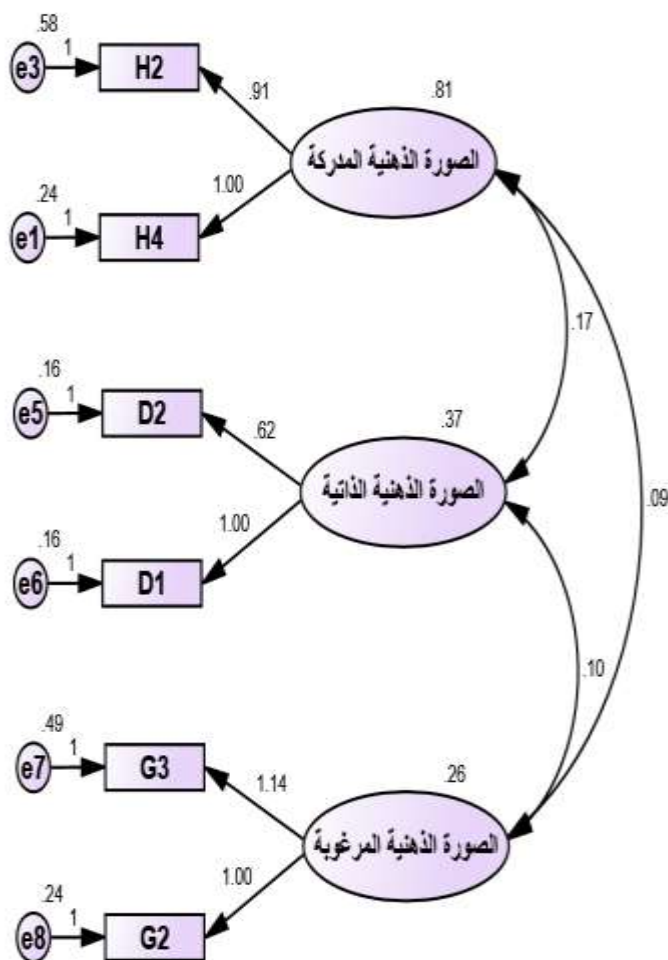 .58
e3
1
H2
.91
.81
الصورة الذهنية المدركة
.24
e1
1
H4
1.00
.17
.16
e5
1
D2
.62
.37
الصورة الذهنية الذاتية
.09
.16
e6
1
D1
1.00
.10
.49
e7
1
G3
1.14
.26
الصورة الذهنية المرغوبة
.24
e8
1
G2
1.00